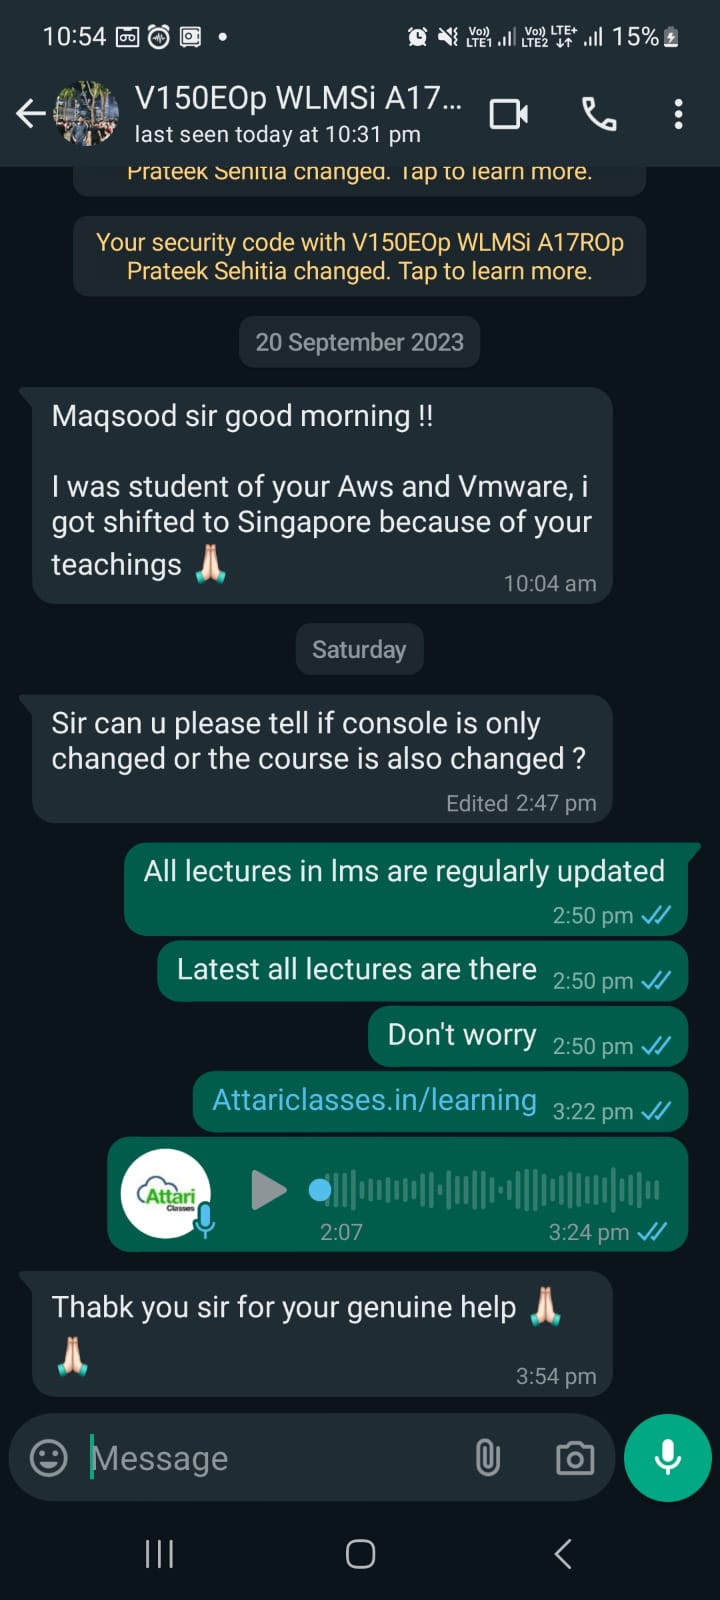 10:54
Vo)) LTE1 Vo)) LTE+ LTE2 15%
V150EOp WLMSi A17...
last seen today at 10:31 pm
Prateek Sehitia changed. Tap to learn more.
Your security code with V150EOp WLMSi A17ROp
Prateek Sehitia changed. Tap to learn more.
20 September 2023
Maqsood sir good morning !!
I was student of your Aws and Vmware, i
got shifted to Singapore because of your
teachings 🙏🏻
10:04 am
Saturday
Sir can u please tell if console is only
changed or the course is also changed ?
Edited 2:47 pm
All lectures in lms are regularly updated
2:50 pm
Latest all lectures are there 2:50 pm
Don't worry 2:50 pm
Attariclasses.in/learning 3:22 pm
Attari
Classes
2:07 3:24 pm
Thabk you sir for your genuine help 🙏🏻
🙏🏻
3:54 pm
Message